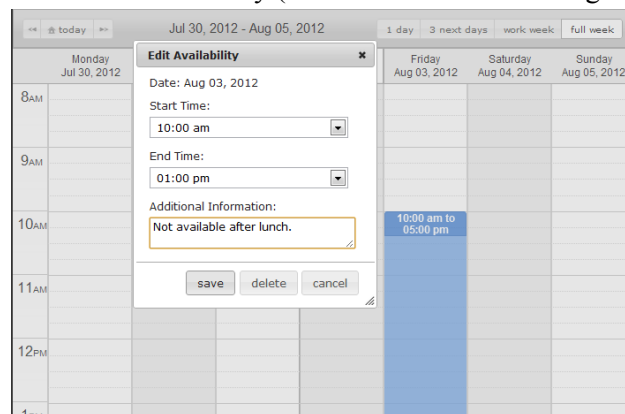 today
Jul 30, 2012 - Aug 05, 2012
1 day
3 next days
work week
full week
Monday
Jul 30, 2012
Friday
Aug 03, 2012
Saturday
Aug 04, 2012
Sunday
Aug 05, 2012
Edit Availability
Date: Aug 03, 2012
Start Time:
10:00 am
End Time:
01:00 pm
Additional Information:
Not available after lunch.
save
delete
cancel
8AM
9AM
10AM
10:00 am to
05:00 pm
11AM
12PM